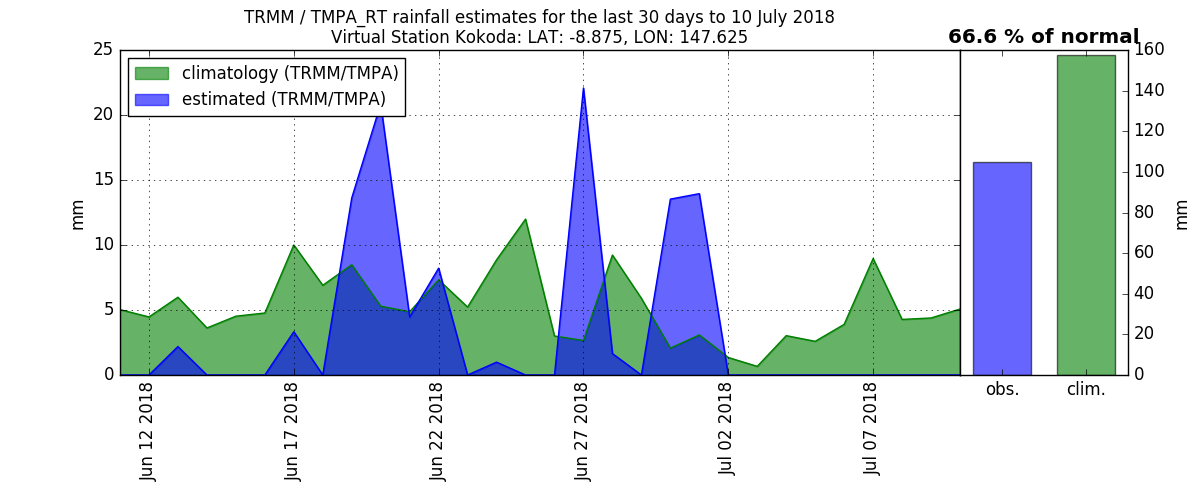 TRMM / TMPA_RT rainfall estimates for the last 30 days to 10 July 2018
Virtual Station Kokoda: LAT: -8.875, LON: 147.625
66.6 % of normal
climatology (TRMM/TMPA)
estimated (TRMM/TMPA)
25
20
15
10
5
0
mm
Jun 12 2018
Jun 17 2018
Jun 22 2018
Jun 27 2018
Jul 02 2018
Jul 07 2018
160
140
120
100
80
60
40
20
0
mm
obs.
clim.